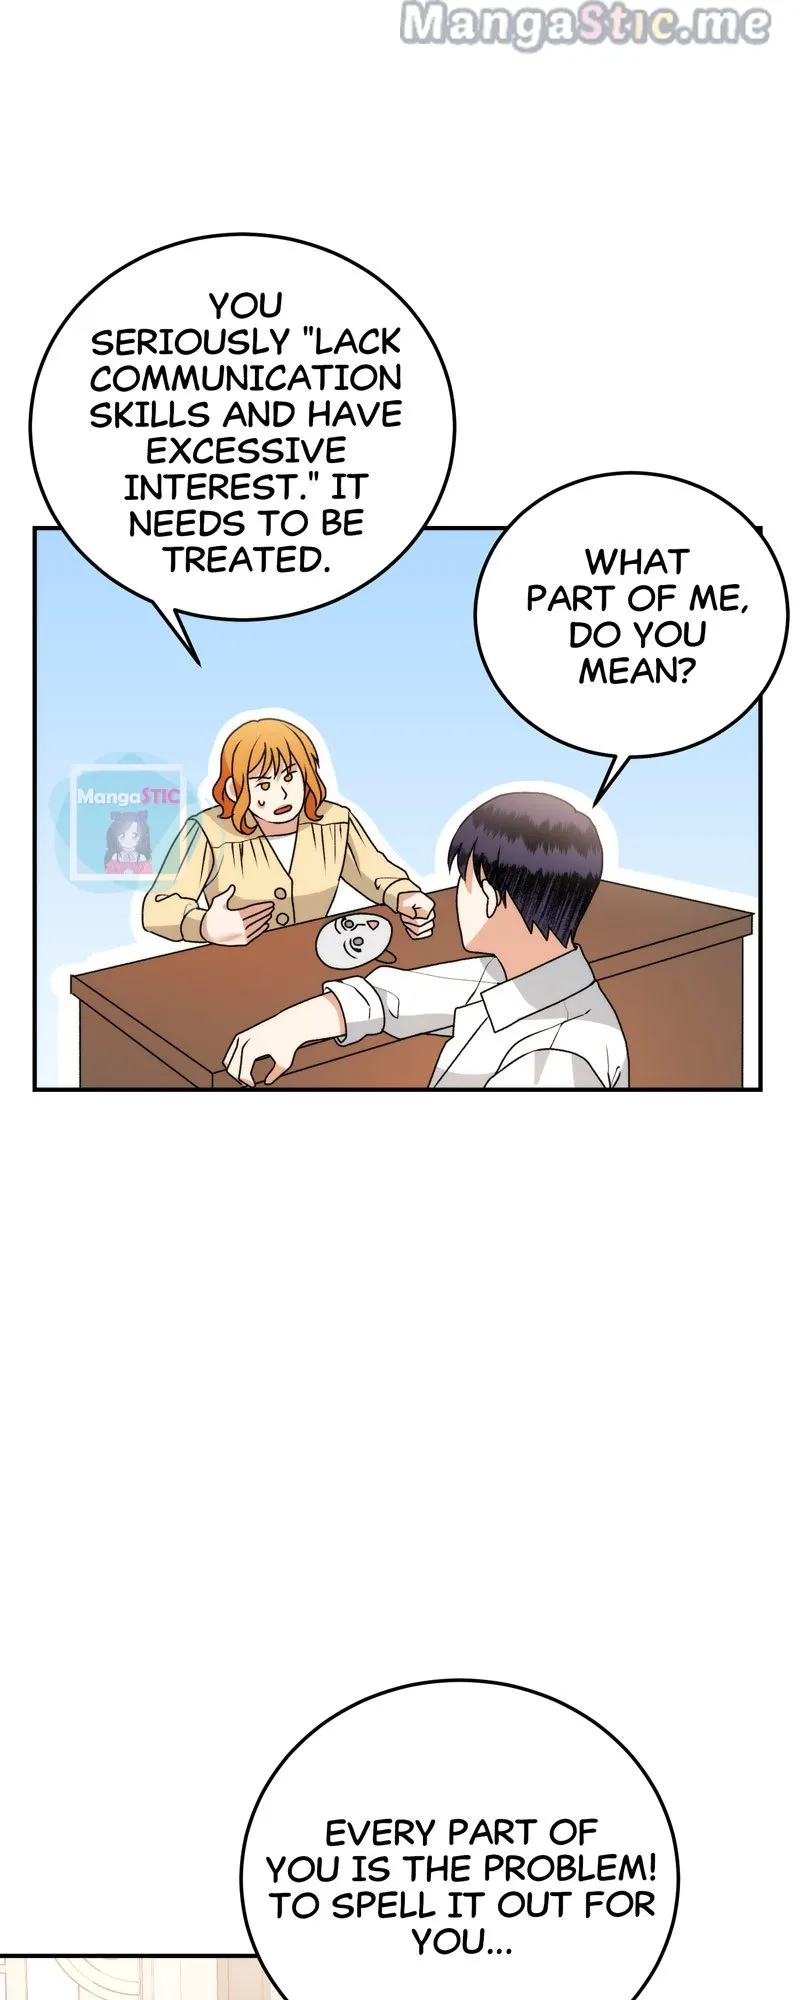 MangaStic.me
YOU
SERIOUSLY "LACK
COMMUNICATION
SKILLS AND HAVE
EXCESSIVE
INTEREST." IT
NEEDS TO BE
TREATED.
WHAT
PART OF ME,
DO YOU
MEAN?
MangaSTIC
EVERY PART OF
YOU IS THE PROBLEM!
TO SPELL IT OUT FOR
YOU...